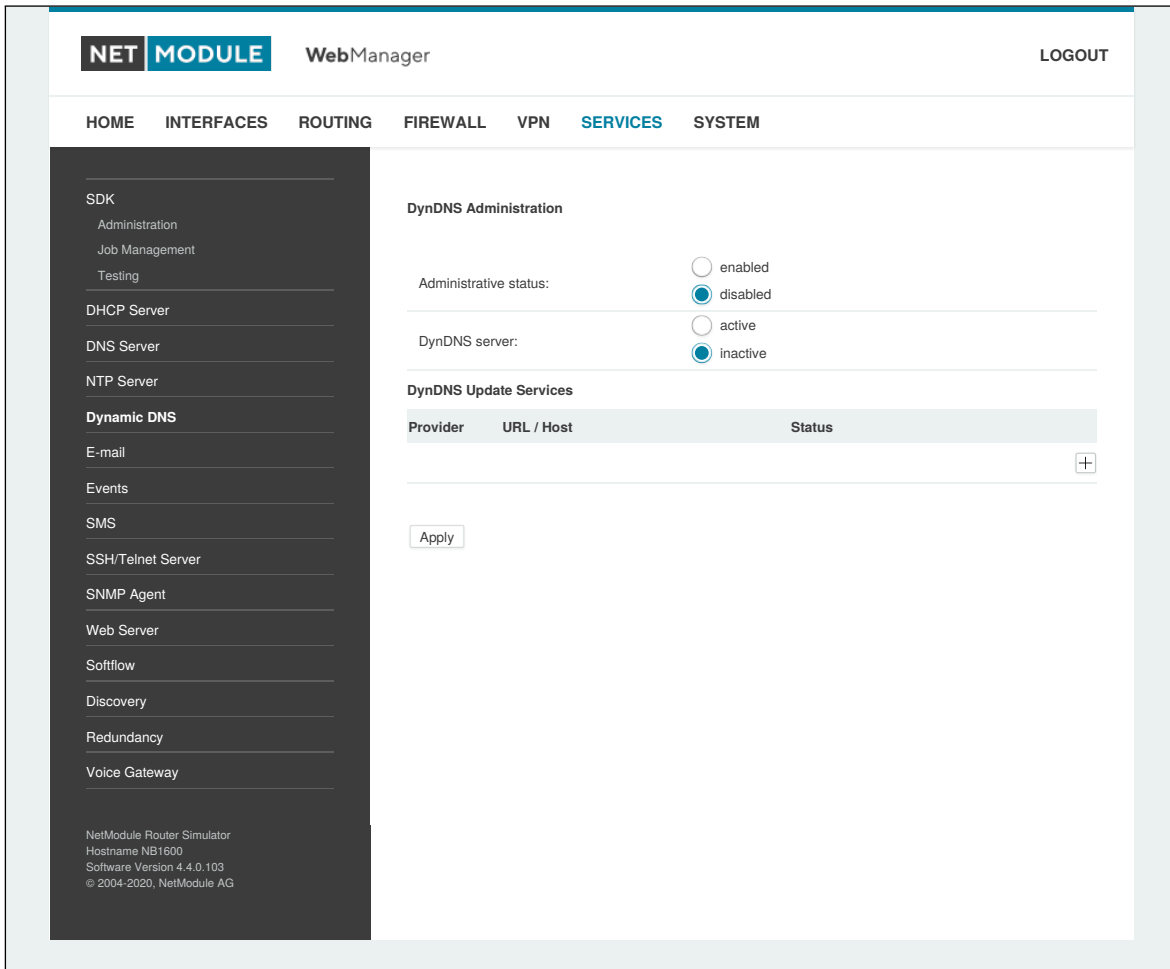 NET MODULE WebManager LOGOUT
HOME INTERFACES ROUTING FIREWALL VPN SERVICES SYSTEM
SDK
Administration
Job Management
Testing
DHCP Server
DNS Server
NTP Server
Dynamic DNS
E-mail
Events
SMS
SSH/Telnet Server
SNMP Agent
Web Server
Softflow
Discovery
Redundancy
Voice Gateway
NetModule Router Simulator
Hostname NB1600
Software Version 4.4.0.103
© 2004-2020, NetModule AG
DynDNS Administration
Administrative status:
enabled
disabled
DynDNS server:
active
inactive
DynDNS Update Services
Provider URL / Host Status
Apply